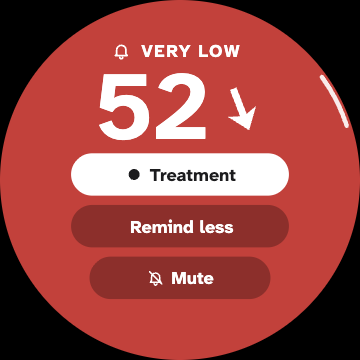 VERY LOW
52
Treatment
Remind less
Mute